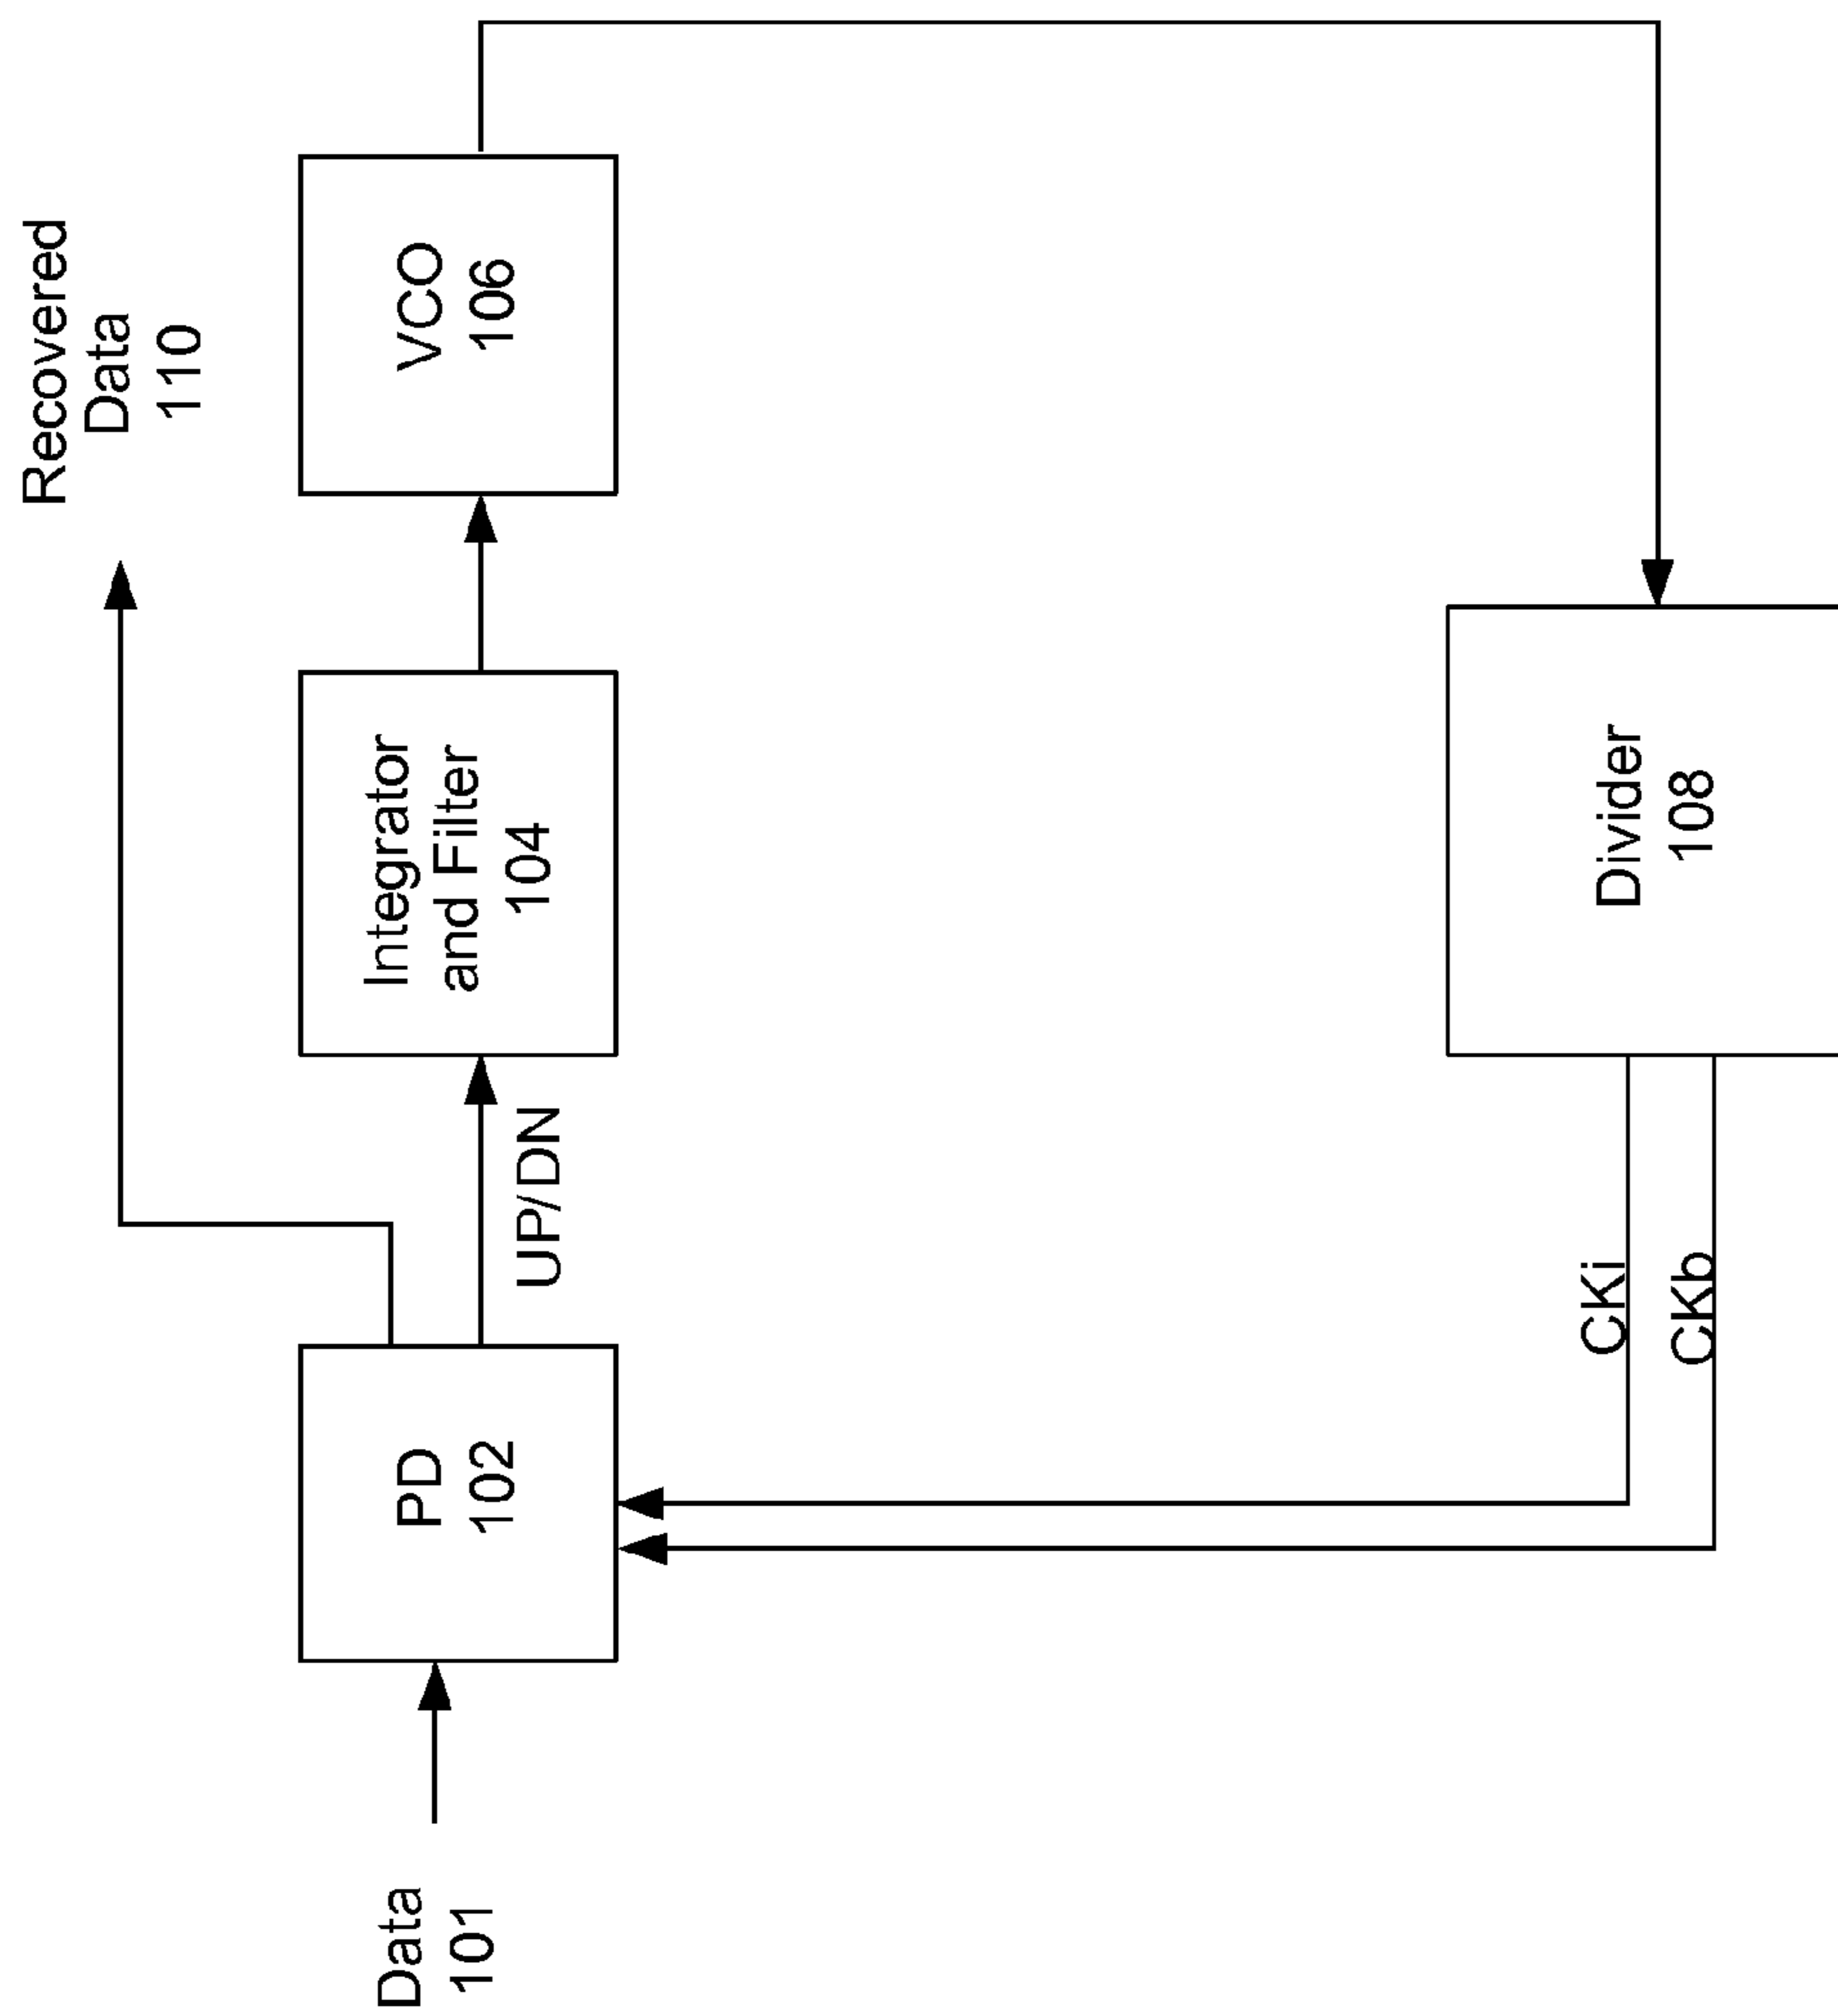 Recovered
Data
110
Data
101
PD
102
UP/DN
Integrator
and Filter
104
VCO
106
CKi
CKb
Divider
108